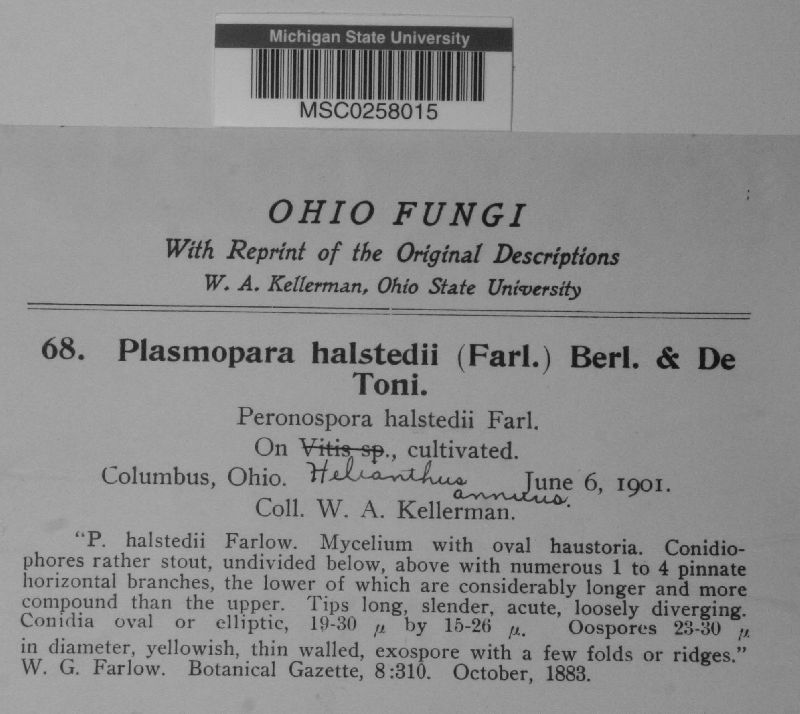 Michigan State University
MSC0258015
OHIO FUNGI
With Reprint of the Original Descriptions
W. A. Kellerman, Ohio State University
68. Plasmopara halstedii (Farl.) Berl. & De
Toni.
Peronospora halstedii Farl.
On Vitis sp., cultivated.
Columbus, Ohio. Helianthus June 6, 1901.
annuus.
Coll. W. A. Kellerman.
"P. halstedii Farlow. Mycelium with oval haustoria. Conidio-
phores rather stout, undivided below, above with numerous 1 to 4 pinnate
horizontal branches, the lower of which are considerably longer and more
compound than the upper. Tips long, slender, acute, loosely diverging.
Conidia oval or elliptic, 19-30 μ by 15-26 μ. Oospores 23-30 μ
in diameter, yellowish, thin walled, exospore with a few folds or ridges."
W. G. Farlow. Botanical Gazette, 8:310. October, 1883.